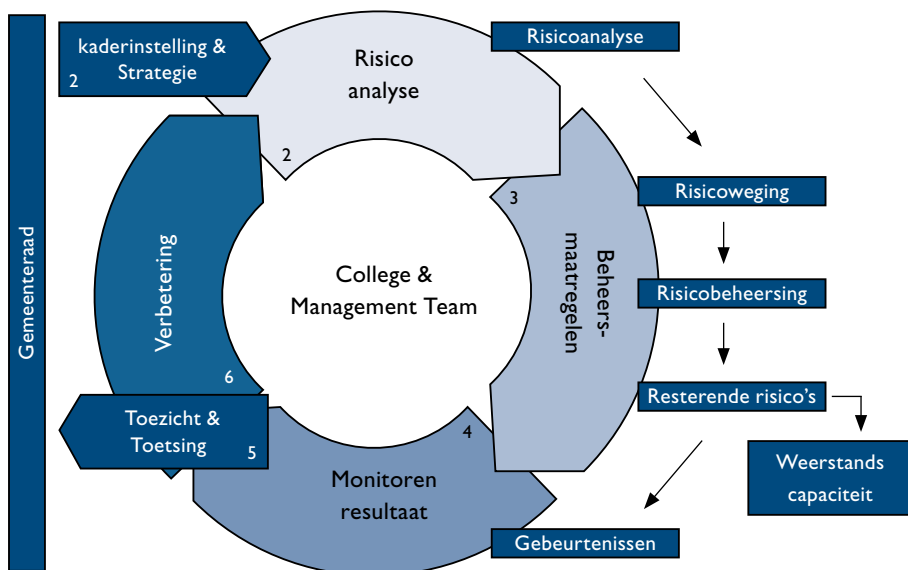 Gemeenteraad
kaderinstelling &
Strategie
2
Risico
analyse
2
Risicoanalyse
3
Beheers-
maatregelen
Risicoweging
Risicobeheersing
Resterende risico's
Weerstands
capaciteit
Gebeurtenissen
College &
Management Team
4
Monitoren
resultaat
Toezicht &
Toetsing
5
6
Verbetering